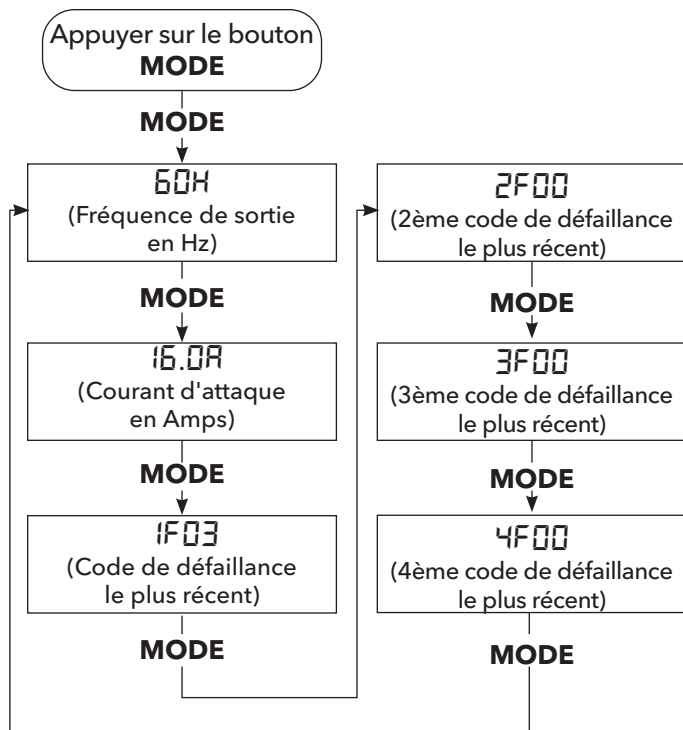 Appuyer sur le bouton
MODE
MODE
60H
(Fréquence de sortie
en Hz)
MODE
16.0A
(Courant d'attaque
en Amps)
MODE
1F03
(Code de défaillance
le plus récent)
MODE
2F00
(2ème code de défaillance
le plus récent)
MODE
3F00
(3ème code de défaillance
le plus récent)
MODE
4F00
(4ème code de défaillance
le plus récent)
MODE